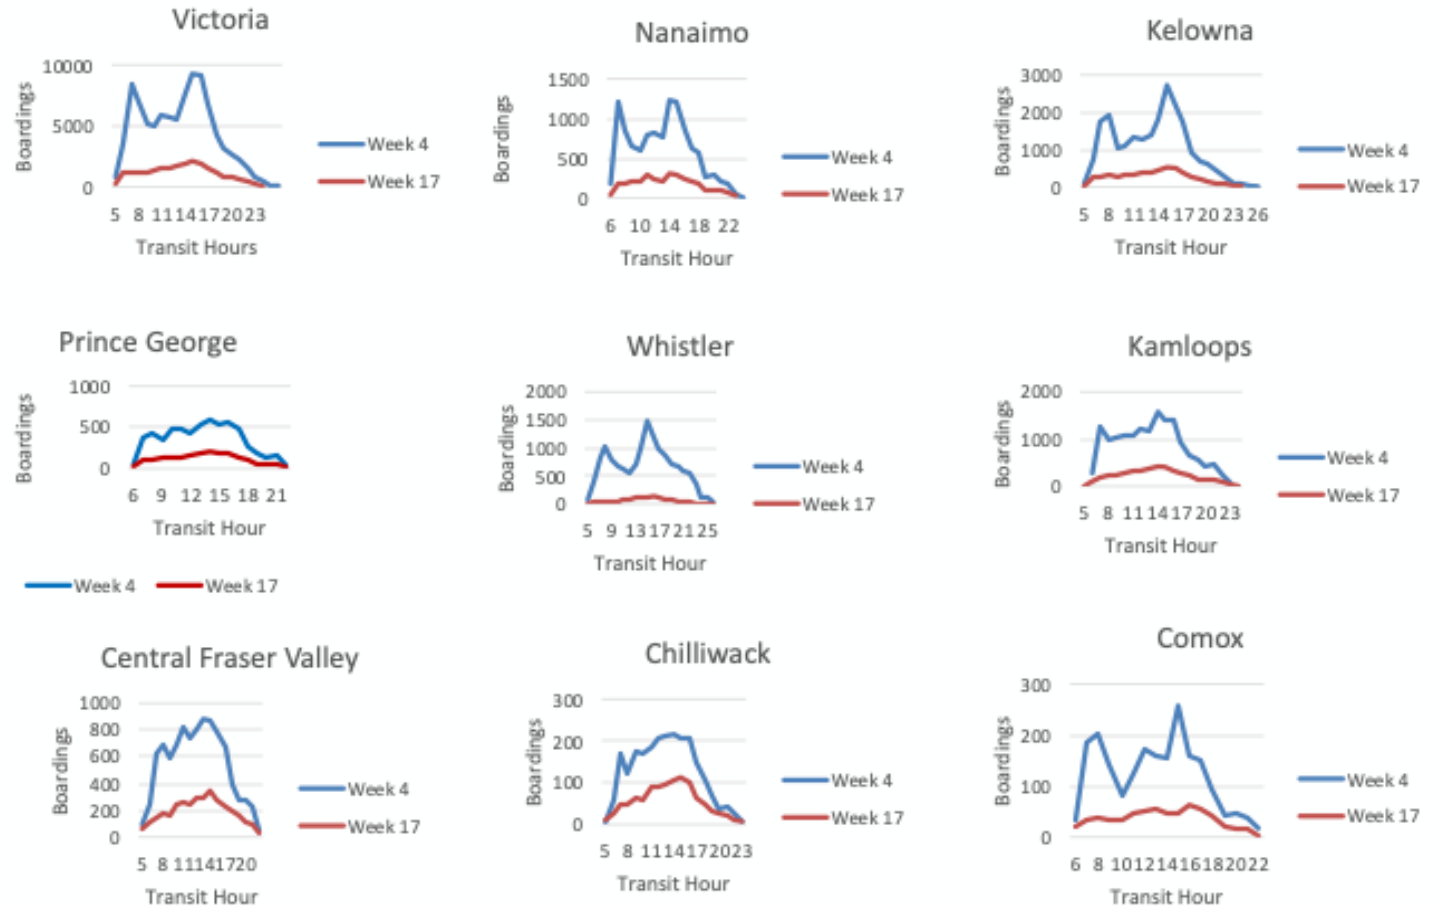 Victoria
10000
5000
0
Boardings
5 8 11 14 17 20 23
Transit Hours
Week 4
Week 17
Nanaimo
1500
1000
500
0
Boardings
6 10 14 18 22
Transit Hour
Week 4
Week 17
Kelowna
3000
2000
1000
0
Boardings
5 8 11 14 17 20 23 26
Transit Hour
Week 4
Week 17
Prince George
1000
500
0
Boardings
6 9 12 15 18 21
Transit Hour
Week 4 Week 17
Whistler
2000
1500
1000
500
0
Boardings
5 9 13 17 21 25
Transit Hour
Week 4
Week 17
Kamloops
2000
1000
0
Boardings
5 8 11 14 17 20 23
Transit Hour
Week 4
Week 17
Central Fraser Valley
1000
800
600
400
200
0
Boardings
5 8 11 14 17 20
Transit Hour
Week 4
Week 17
Chilliwack
300
200
100
0
Boardings
5 8 11 14 17 20 23
Transit Hour
Week 4
Week 17
Comox
300
200
100
0
Boardings
6 8 10 12 14 16 18 20 22
Transit Hour
Week 4
Week 17